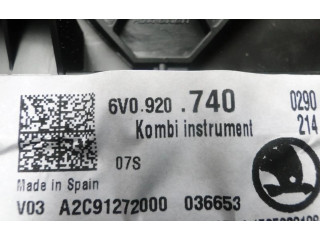 6V0.920 .740 0290
Kombi instrument 214
07S
Made in Spain
V03 A2C91272000 036653